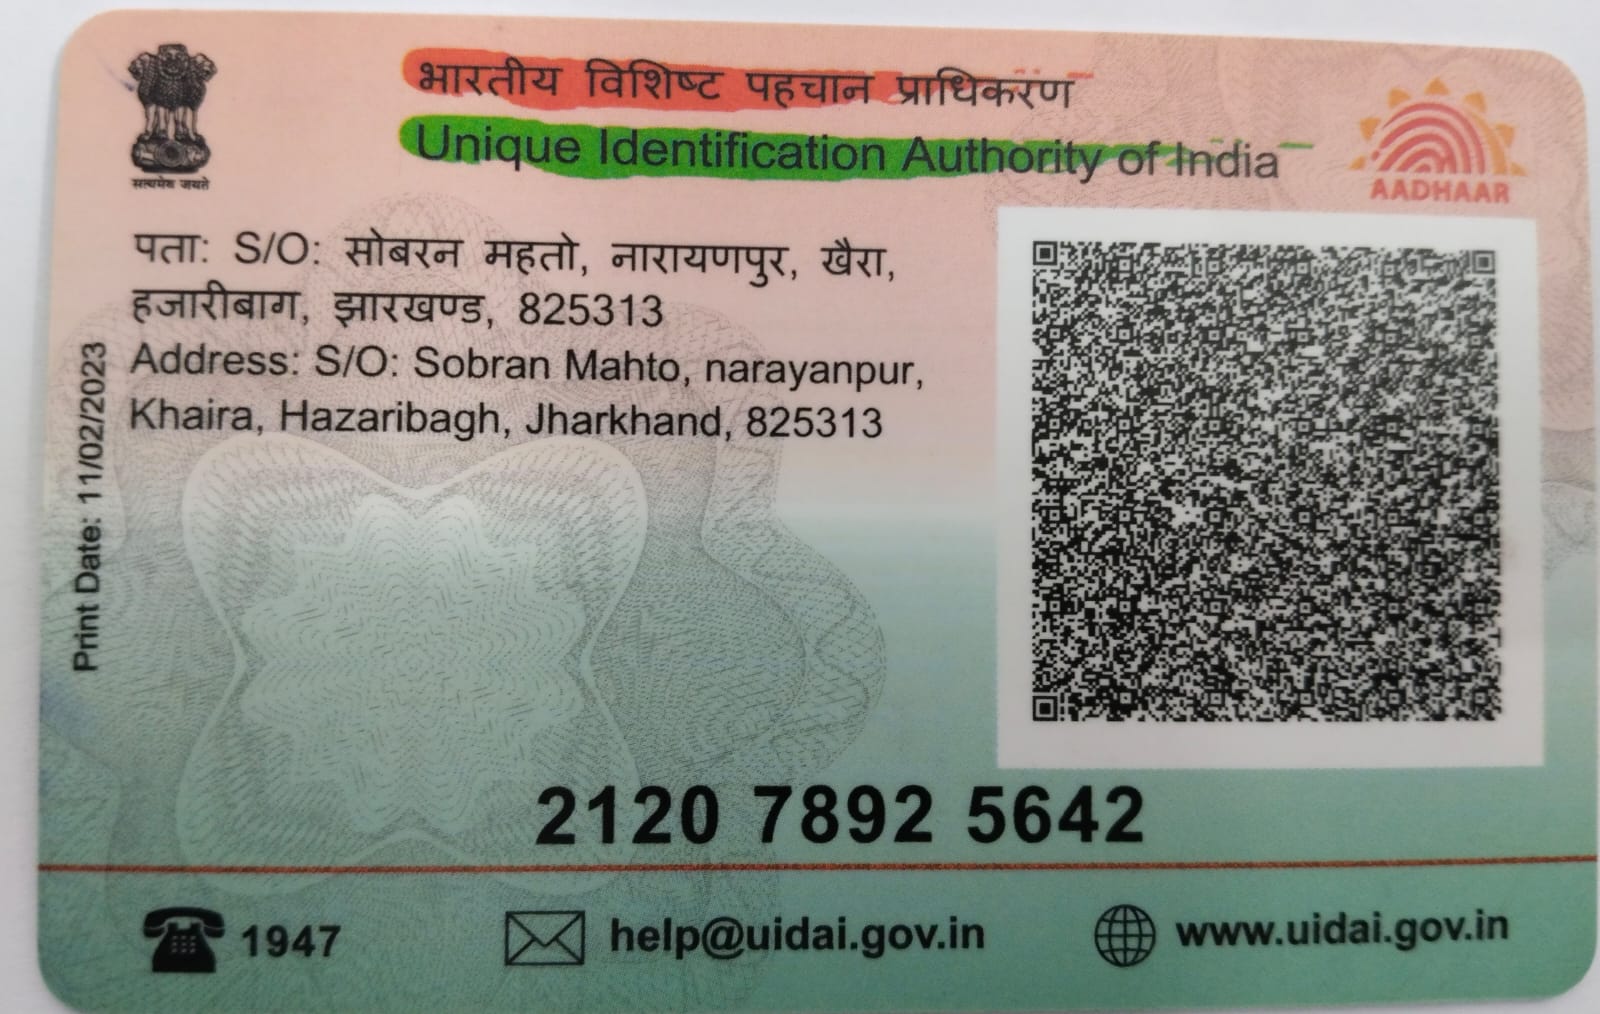 भारतीय विशिष्ट पहचान प्राधिकरण
Unique Identification Authority of India
सत्यमेव जयते
AADHAAR
पता: S/O: सोबरन महतो, नारायणपुर, खैरा,
हजारीबाग, झारखण्ड, 825313
Address: S/O: Sobran Mahto, narayanpur,
Khaira, Hazaribagh, Jharkhand, 825313
Print Date: 11/02/2023
2120 7892 5642
1947
help@uidai.gov.in
www.uidai.gov.in